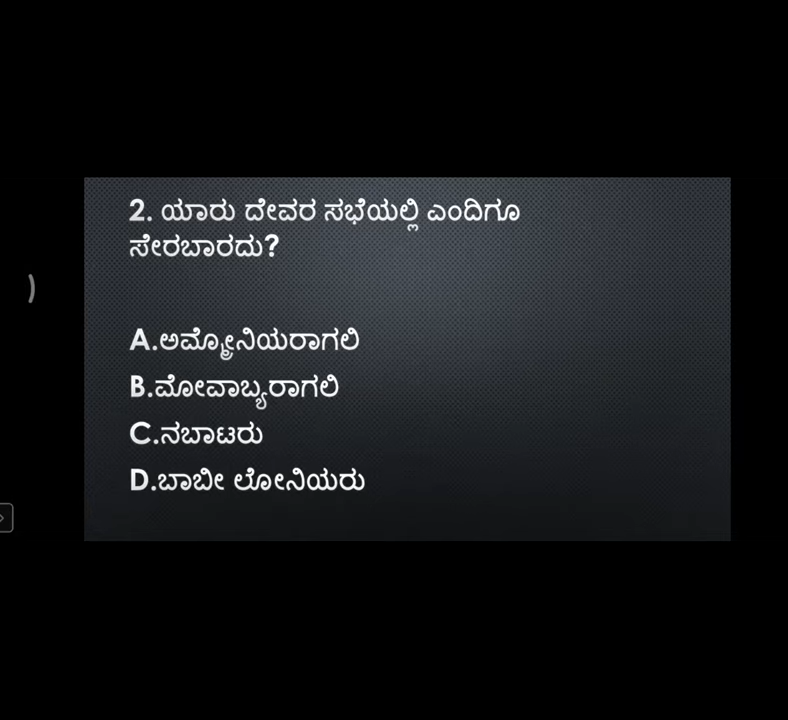 2. ಯಾರು ದೇವರ ಸಭೆಯಲ್ಲಿ ಎಂದಿಗೂ
ಸೇರಬಾರದು?
A.ಅಮ್ಮೋನಿಯರಾಗಲಿ
B.ಮೋವಾಬ್ಯರಾಗಲಿ
C.ನಬಾಟರು
D.ಬಾಬೀ ಲೋನಿಯರು